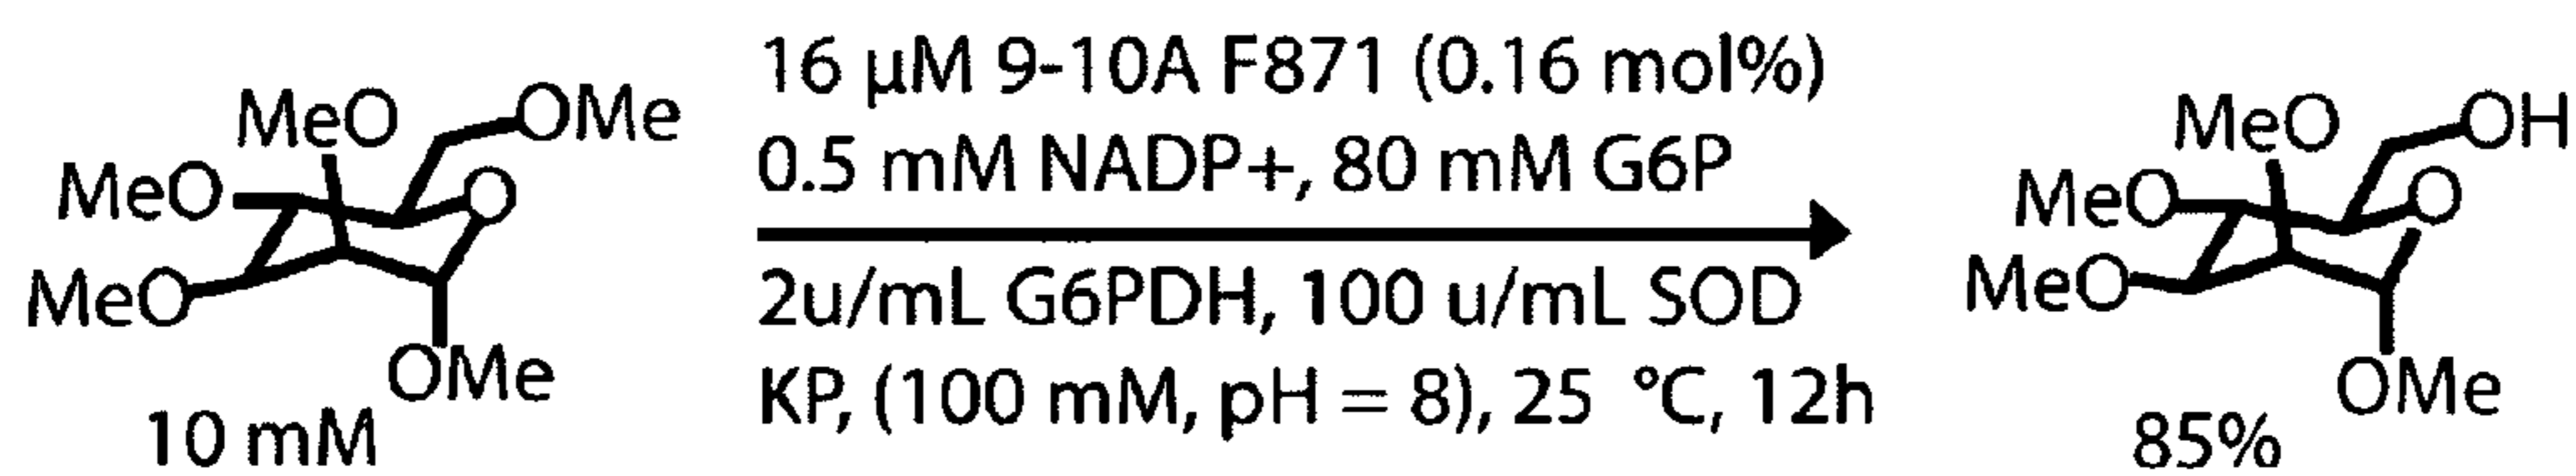 MeO
OMe
MeO
O
MeO
OMe
10 mM
16 μM 9-10A F871 (0.16 mol%)
0.5 mM NADP+, 80 mM G6P
2u/mL G6PDH, 100 u/mL SOD
KP, (100 mM, pH = 8), 25 °C, 12h
MeO
OH
MeO
O
MeO
OMe
85%